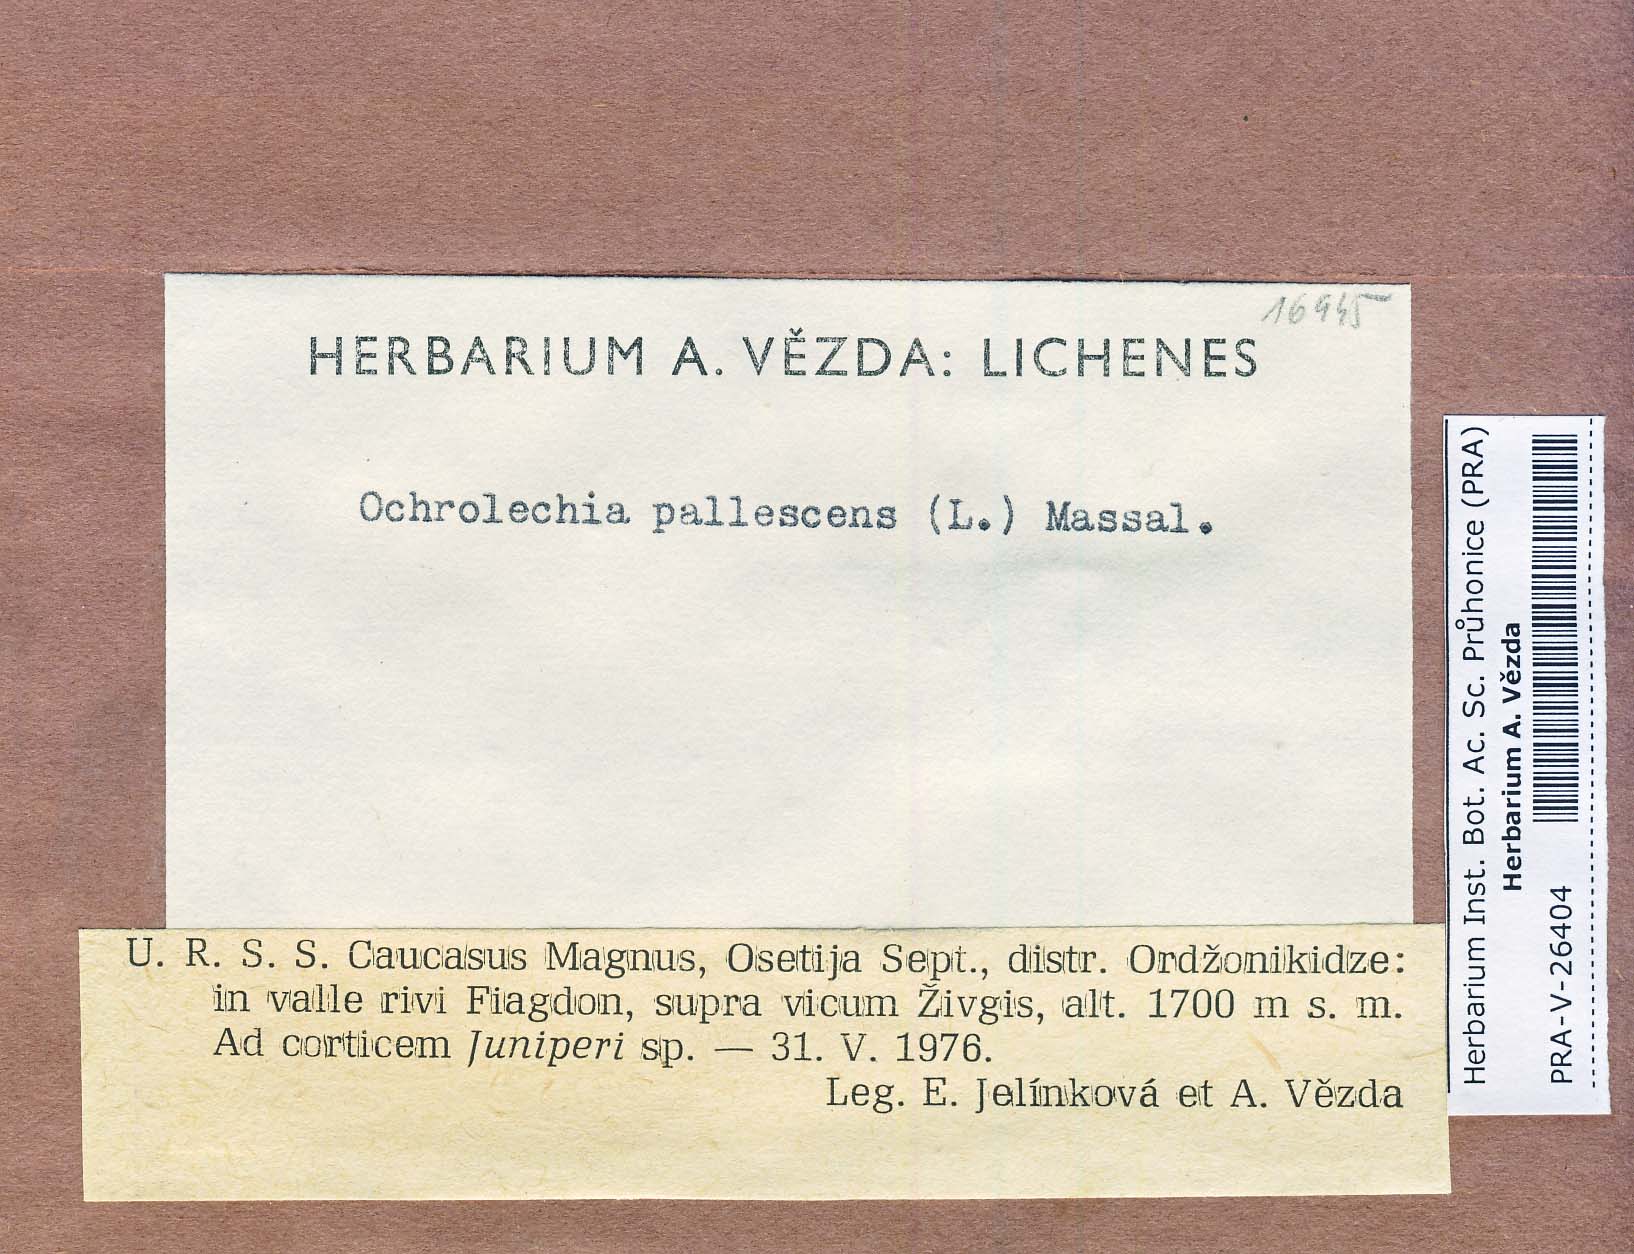 16945
HERBARIUM A. VĚZDA: LICHENES
Ochrolechia pallescens (L.) Massal.
U. R. S. S. Caucasus Magnus, Osetija Sept., distr. Ordžonikidze:
in valle rivi Fiagdon, supra vicum Živgis, alt. 1700 m s. m.
Ad corticem Juniperi sp. — 31. V. 1976.
Leg. E. Jelínková et A. Vězda
Herbarium Inst. Bot. Ac. Sc. Průhonice (PRA)
Herbarium A. Vězda
PRA-V-26404